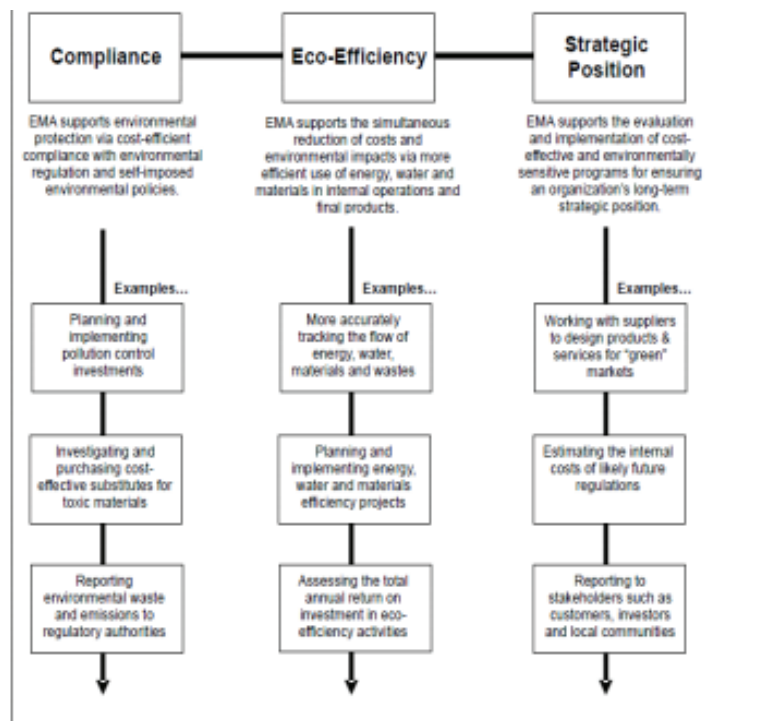 Compliance
Eco-Efficiency
Strategic
Position
EMA supports environmental
protection via cost-efficient
compliance with environmental
regulation and self-imposed
environmental policies.
EMA supports the simultaneous
reduction of costs and
environmental impacts via more
efficient use of energy, water and
materials in internal operations and
final products.
EMA supports the evaluation
and implementation of cost-
effective and environmentally
sensitive programs for ensuring
an organization's long-term
strategic position.
Examples...
Planning and
implementing
pollution control
investments
Investigating and
purchasing cost-
effective substitutes for
toxic materials
Reporting
environmental waste
and emissions to
regulatory authorities
Examples...
More accurately
tracking the flow of
energy, water,
materials and wastes
Planning and
implementing energy,
water and materials
efficiency projects
Assessing the total
annual return on
investment in eco-
efficiency activities
Examples...
Working with suppliers
to design products &
services for "green"
markets
Estimating the internal
costs of likely future
regulations
Reporting to
stakeholders such as
customers, investors
and local communities